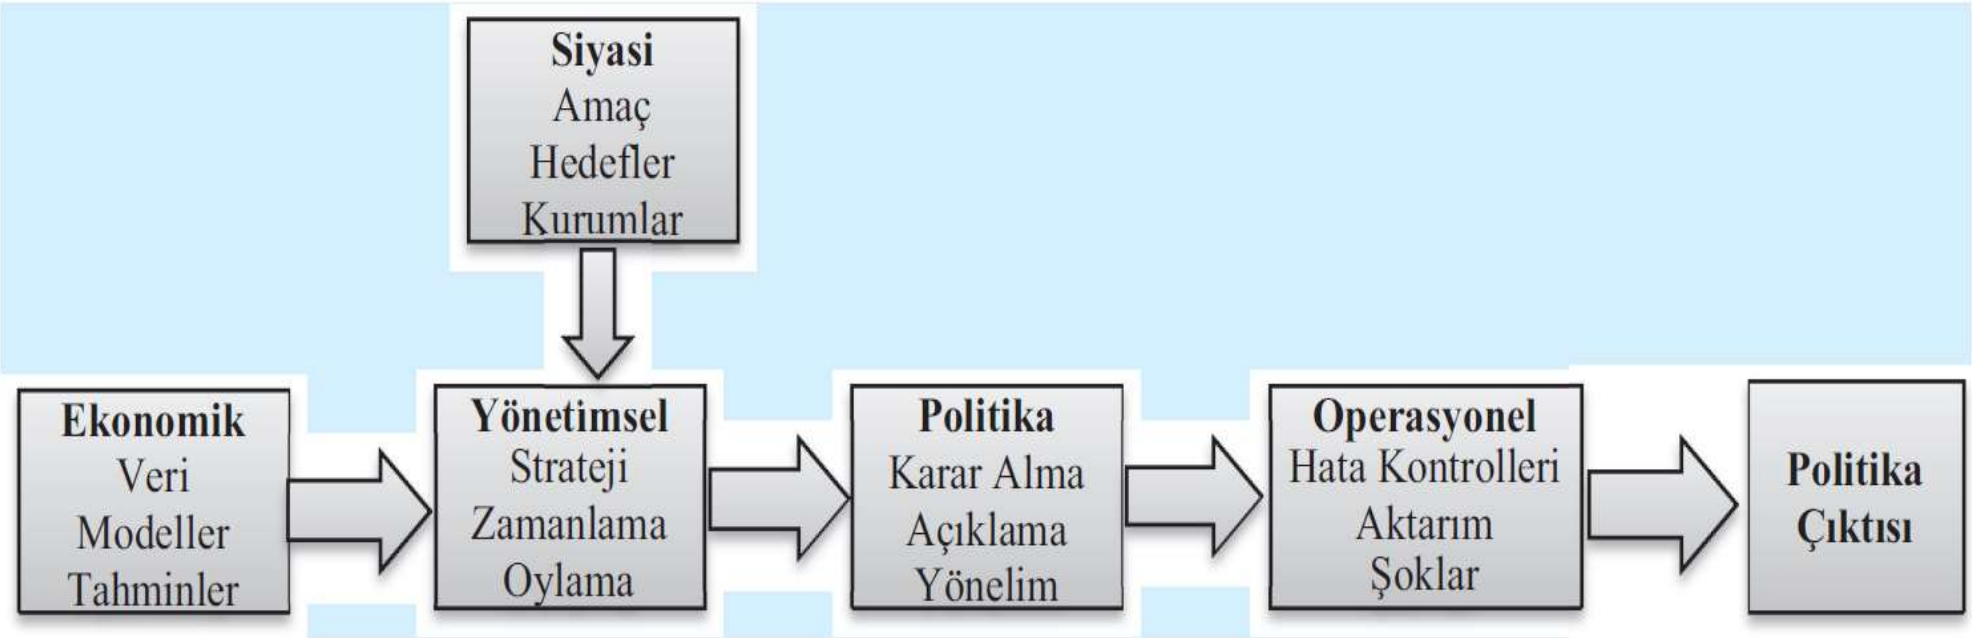 Siyasi
Amaç
Hedefler
Kurumlar
Ekonomik
Veri
Modeller
Tahminler
Yönetimsel
Strateji
Zamanlama
Oylama
Politika
Karar Alma
Açıklama
Yönelim
Operasyonel
Hata Kontrolleri
Aktarım
Şoklar
Politika
Çıktısı